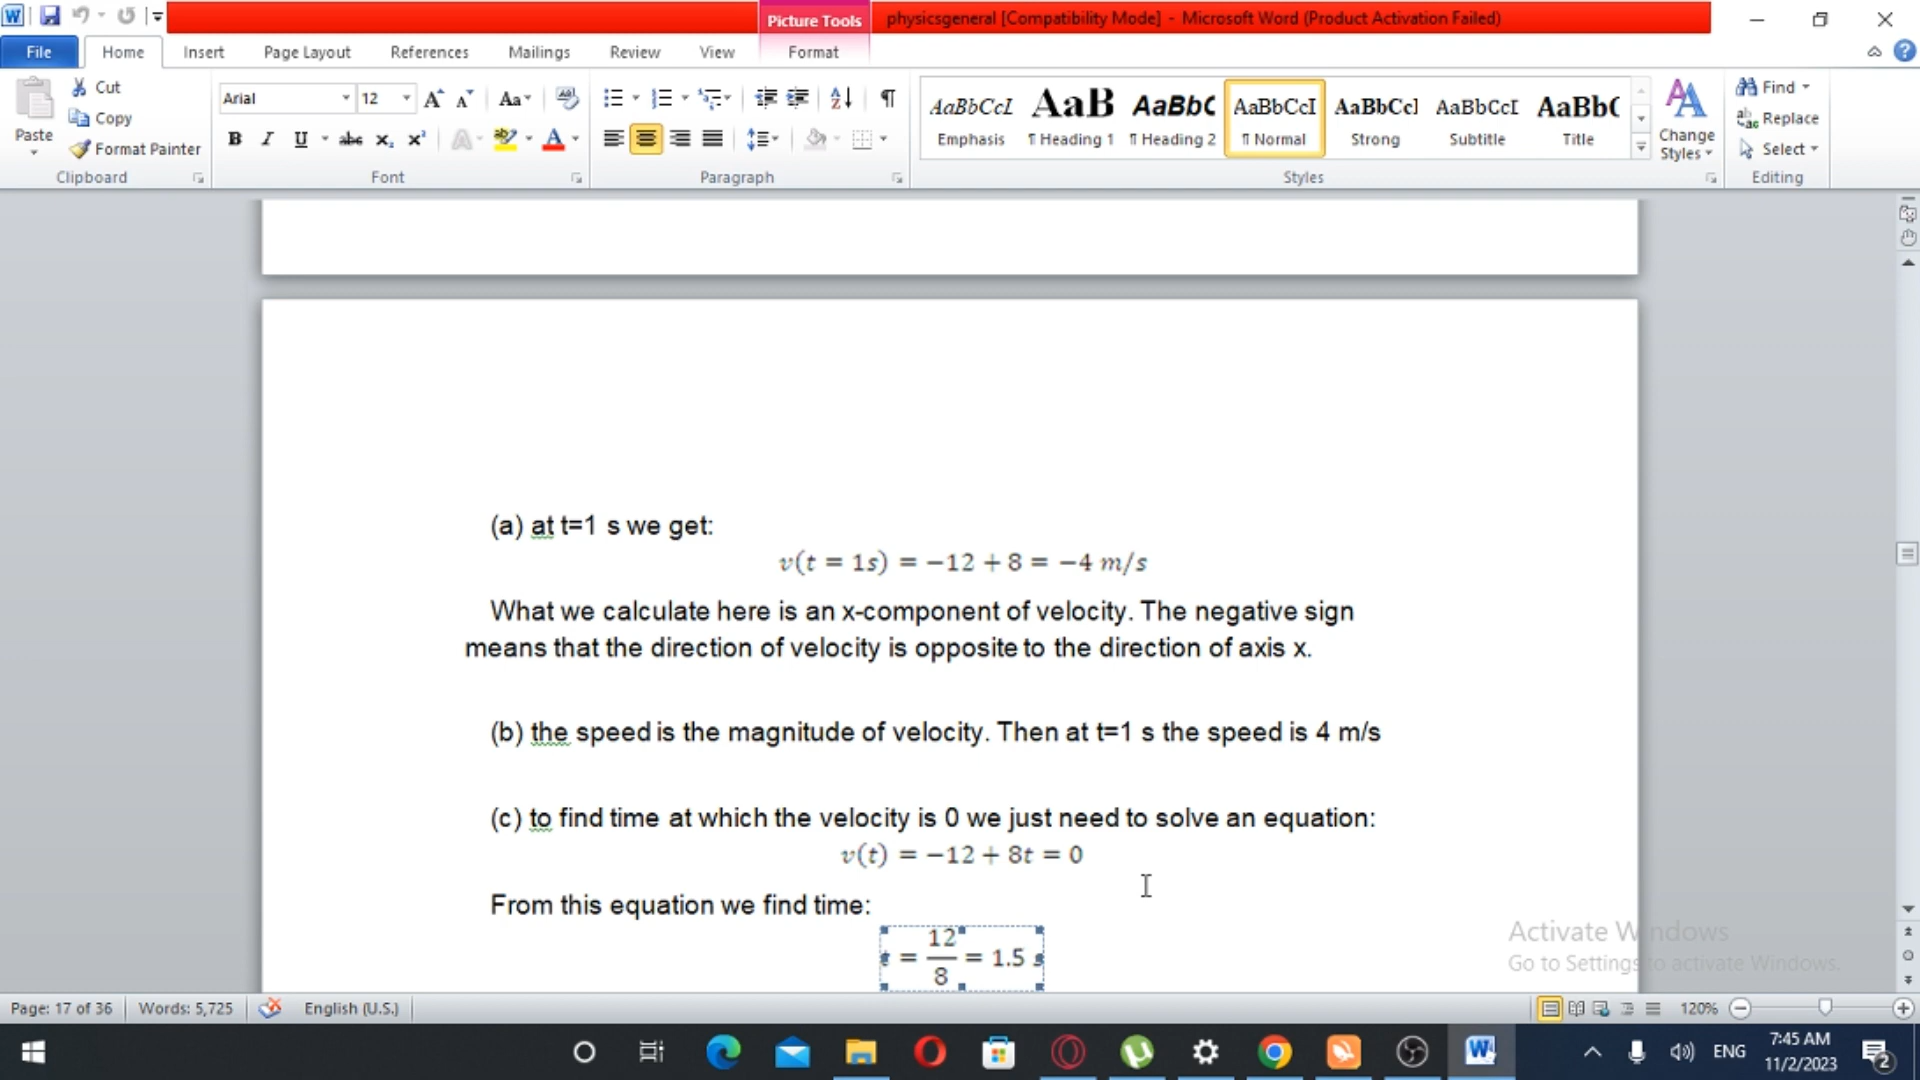 Picture Tools
physicsgeneral [Compatibility Mode] - Microsoft Word (Product Activation Failed)
File Home Insert Page Layout References Mailings Review View Format
Paste
Cut
Copy
Format Painter
Clipboard
Arial 12
Font
Paragraph
AaBbCcI AaB AaBbC AaBbCcI AaBbCcI AaBbCcI AaBb(
Emphasis ¶ Heading 1 ¶ Heading 2 ¶ Normal Strong Subtitle Title
Change Styles
Styles
Find
Replace
Select
Editing
(a) at t=1 s we get:
v(t = 1s) = −12 + 8 = −4 m/s
What we calculate here is an x-component of velocity. The negative sign
means that the direction of velocity is opposite to the direction of axis x.
(b) the speed is the magnitude of velocity. Then at t=1 s the speed is 4 m/s
(c) to find time at which the velocity is 0 we just need to solve an equation:
v(t) = −12 + 8t = 0
From this equation we find time:
t = 12/8 = 1.5 s
Activate Windows
Go to Settings to activate Windows.
Page: 17 of 36 Words: 5,725 English (U.S.) 120%
ENG
7:45 AM
11/2/2023
2